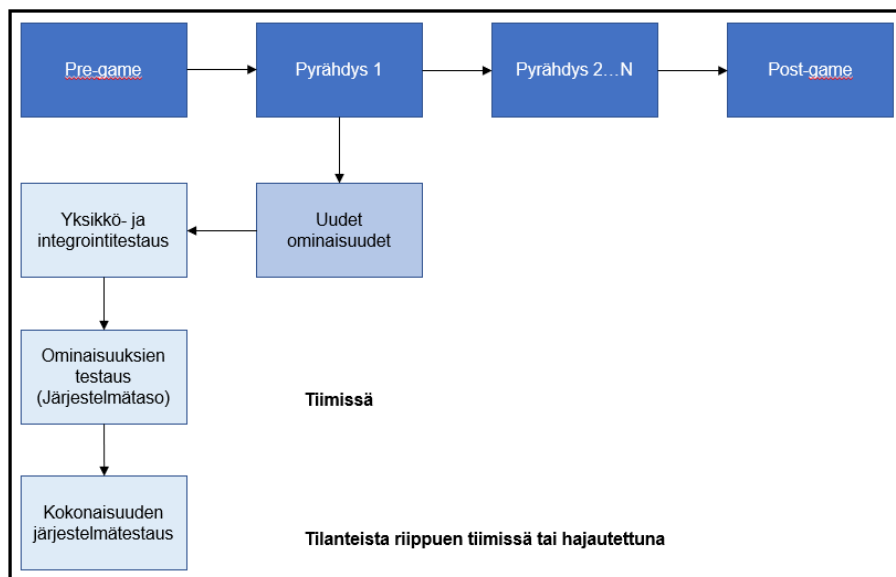 Pre-game
Pyrähdys 1
Pyrähdys 2…N
Post-game
Yksikkö- ja
integrointitestaus
Uudet
ominaisuudet
Ominaisuuksien
testaus
(Järjestelmätaso)
Tiimissä
Kokonaisuuden
järjestelmätestaus
Tilanteista riippuen tiimissä tai hajautettuna